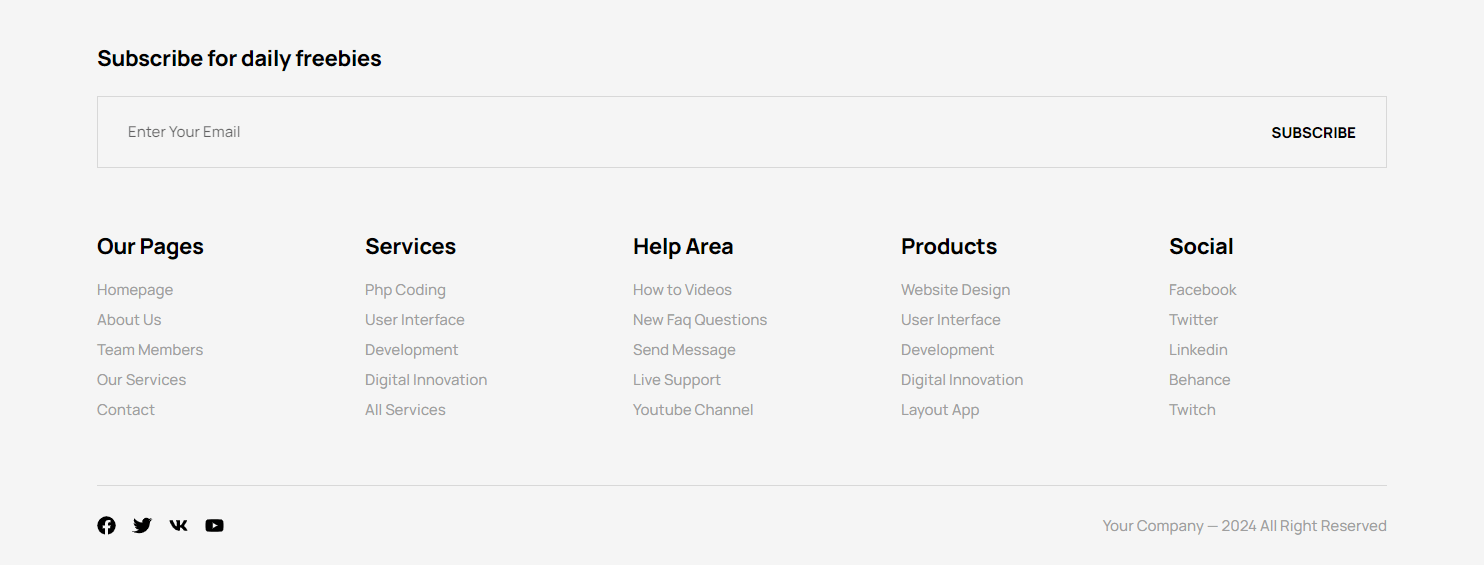 Subscribe for daily freebies
Enter Your Email
SUBSCRIBE
Our Pages
Homepage
About Us
Team Members
Our Services
Contact
Services
Php Coding
User Interface
Development
Digital Innovation
All Services
Help Area
How to Videos
New Faq Questions
Send Message
Live Support
Youtube Channel
Products
Website Design
User Interface
Development
Digital Innovation
Layout App
Social
Facebook
Twitter
Linkedin
Behance
Twitch
Your Company — 2024 All Right Reserved